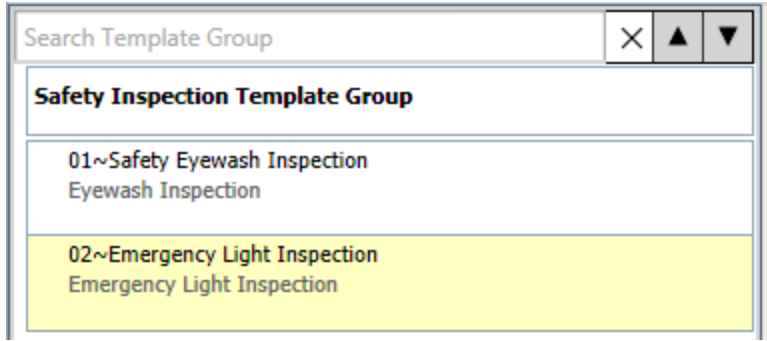 Search Template Group
Safety Inspection Template Group
01~Safety Eyewash Inspection
Eyewash Inspection
02~Emergency Light Inspection
Emergency Light Inspection